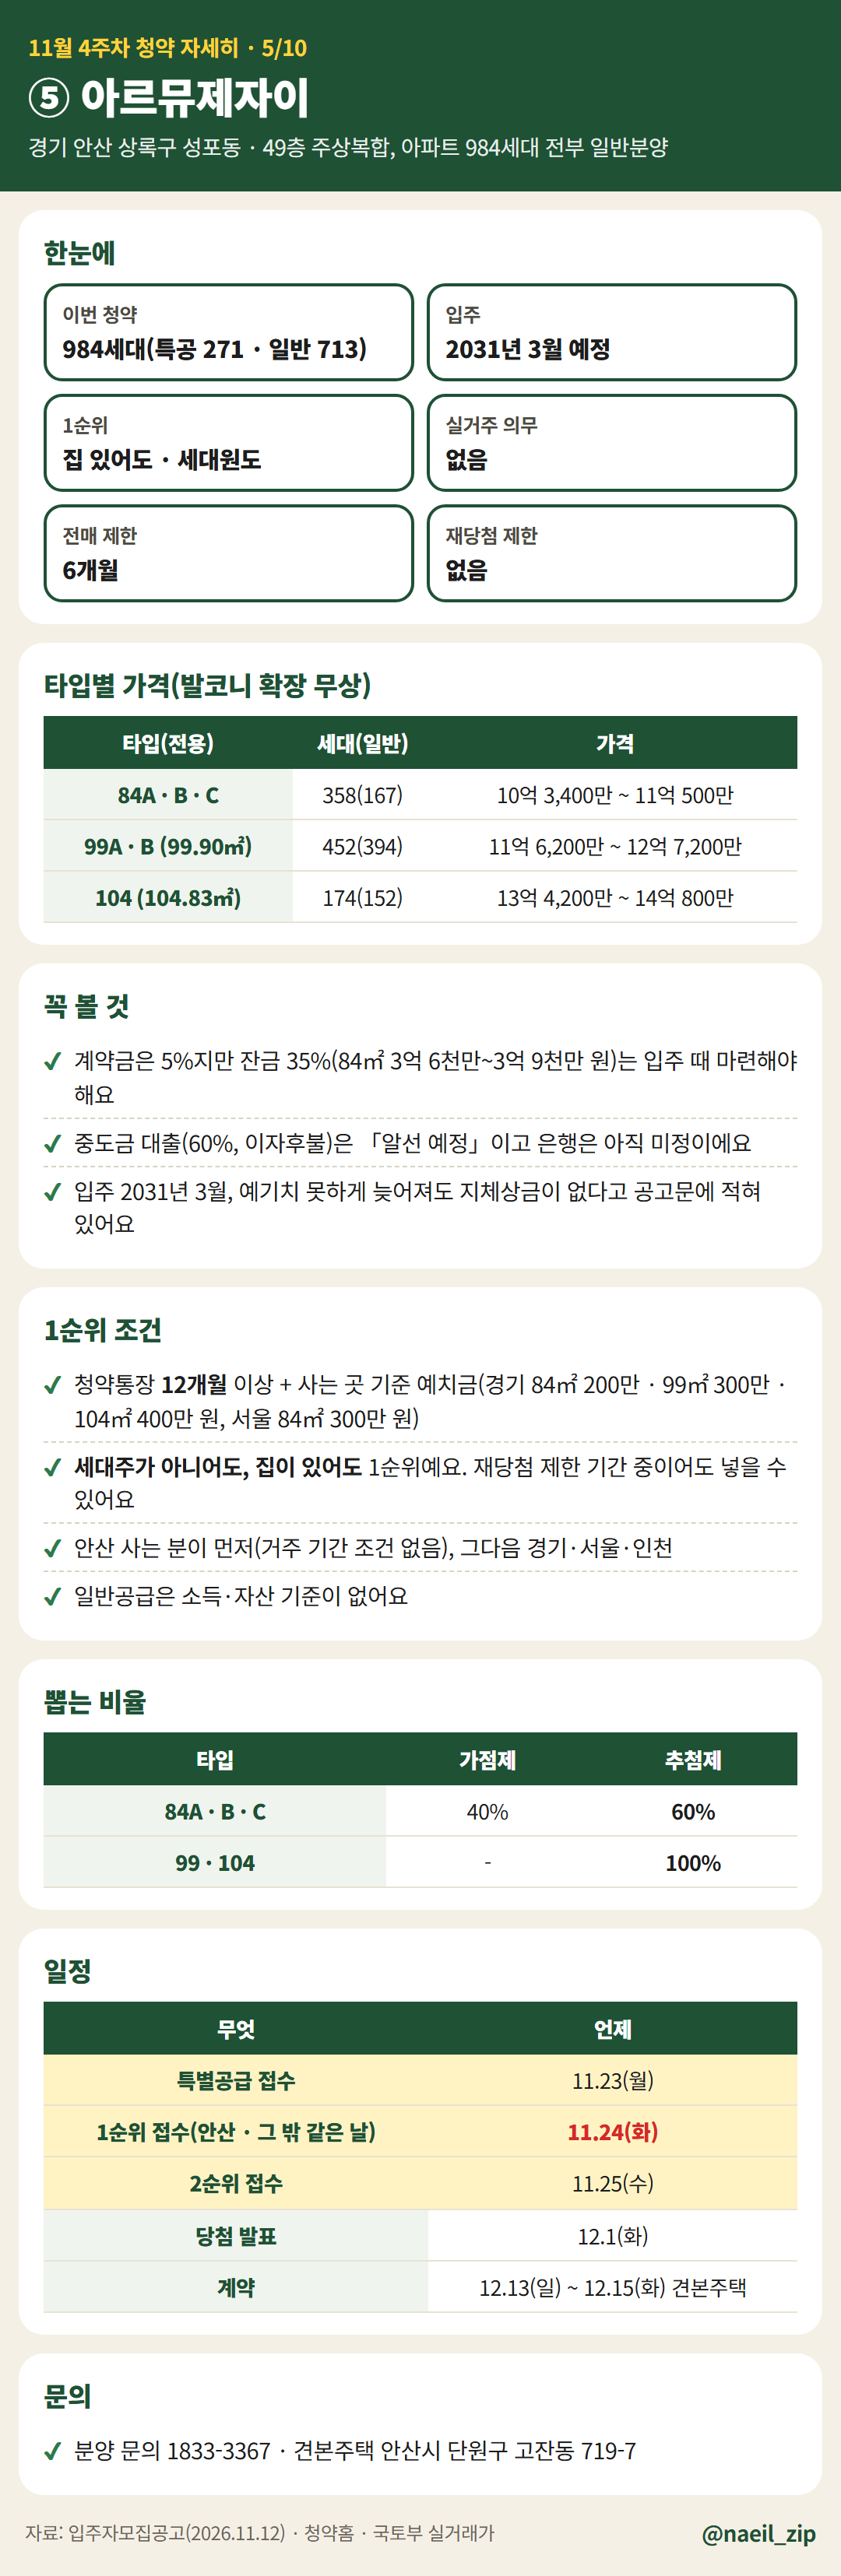 11월 4주차 청약 자세히 · 5/10
⑤ 아르뮤제자이
경기 안산 상록구 성포동 · 49층 주상복합, 아파트 984세대 전부 일반분양
한눈에
이번 청약
984세대(특공 271 · 일반 713)
입주
2031년 3월 예정
1순위
집 있어도 · 세대원도
실거주 의무
없음
전매 제한
6개월
재당첨 제한
없음
타입별 가격(발코니 확장 무상)
타입(전용) 세대(일반) 가격
84A · B · C 358(167) 10억 3,400만 ~ 11억 500만
99A · B (99.90㎡) 452(394) 11억 6,200만 ~ 12억 7,200만
104 (104.83㎡) 174(152) 13억 4,200만 ~ 14억 800만
꼭 볼 것
✔ 계약금은 5%지만 잔금 35%(84㎡ 3억 6천만~3억 9천만 원)는 입주 때 마련해야
해요
✔ 중도금 대출(60%, 이자후불)은 「알선 예정」이고 은행은 아직 미정이에요
✔ 입주 2031년 3월, 예기치 못하게 늦어져도 지체상금이 없다고 공고문에 적혀
있어요
1순위 조건
✔ 청약통장 12개월 이상 + 사는 곳 기준 예치금(경기 84㎡ 200만 · 99㎡ 300만 ·
104㎡ 400만 원, 서울 84㎡ 300만 원)
✔ 세대주가 아니어도, 집이 있어도 1순위예요. 재당첨 제한 기간 중이어도 넣을 수
있어요
✔ 안산 사는 분이 먼저(거주 기간 조건 없음), 그다음 경기·서울·인천
✔ 일반공급은 소득·자산 기준이 없어요
뽑는 비율
타입 가점제 추첨제
84A · B · C 40% 60%
99 · 104 - 100%
일정
무엇 언제
특별공급 접수 11.23(월)
1순위 접수(안산 · 그 밖 같은 날) 11.24(화)
2순위 접수 11.25(수)
당첨 발표 12.1(화)
계약 12.13(일) ~ 12.15(화) 견본주택
문의
✔ 분양 문의 1833-3367 · 견본주택 안산시 단원구 고잔동 719-7
자료: 입주자모집공고(2026.11.12) · 청약홈 · 국토부 실거래가
@naeil_zip